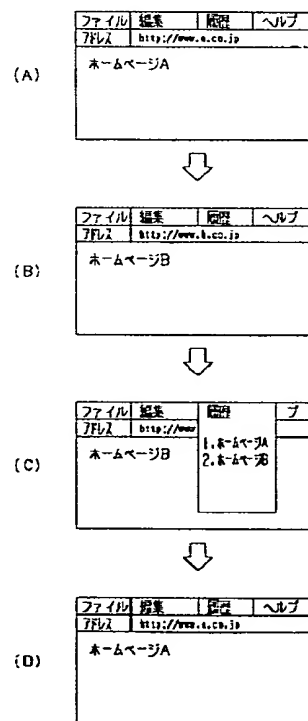 ファイル 編集 履歴 ヘルプ
アドレス http://www.a.co.jp
(A)
ホームページA
ファイル 編集 履歴 ヘルプ
アドレス http://www.b.co.jp
(B)
ホームページB
ファイル 編集 履歴 プ
アドレス http://www
(C)
ホームページB
1.ホームページA
2.ホームページB
ファイル 編集 履歴 ヘルプ
アドレス http://www.a.co.jp
(D)
ホームページA